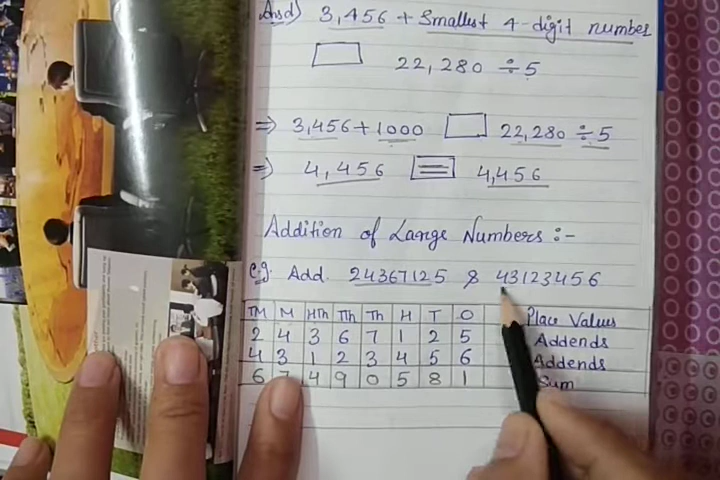 Ans d) 3,456 + Smallest 4-digit number
22,280 ÷ 5
⇒ 3,456 + 1000 22,280 ÷ 5
⇒ 4,456 = 4,456
Addition of Large Numbers :-
e.g. Add 24367125 & 43123456
TM M HTh TTh Th H T O Place Values
2 4 3 6 7 1 2 5 Addends
4 3 1 2 3 4 5 6 Addends
6 7 4 9 0 5 8 1 Sum